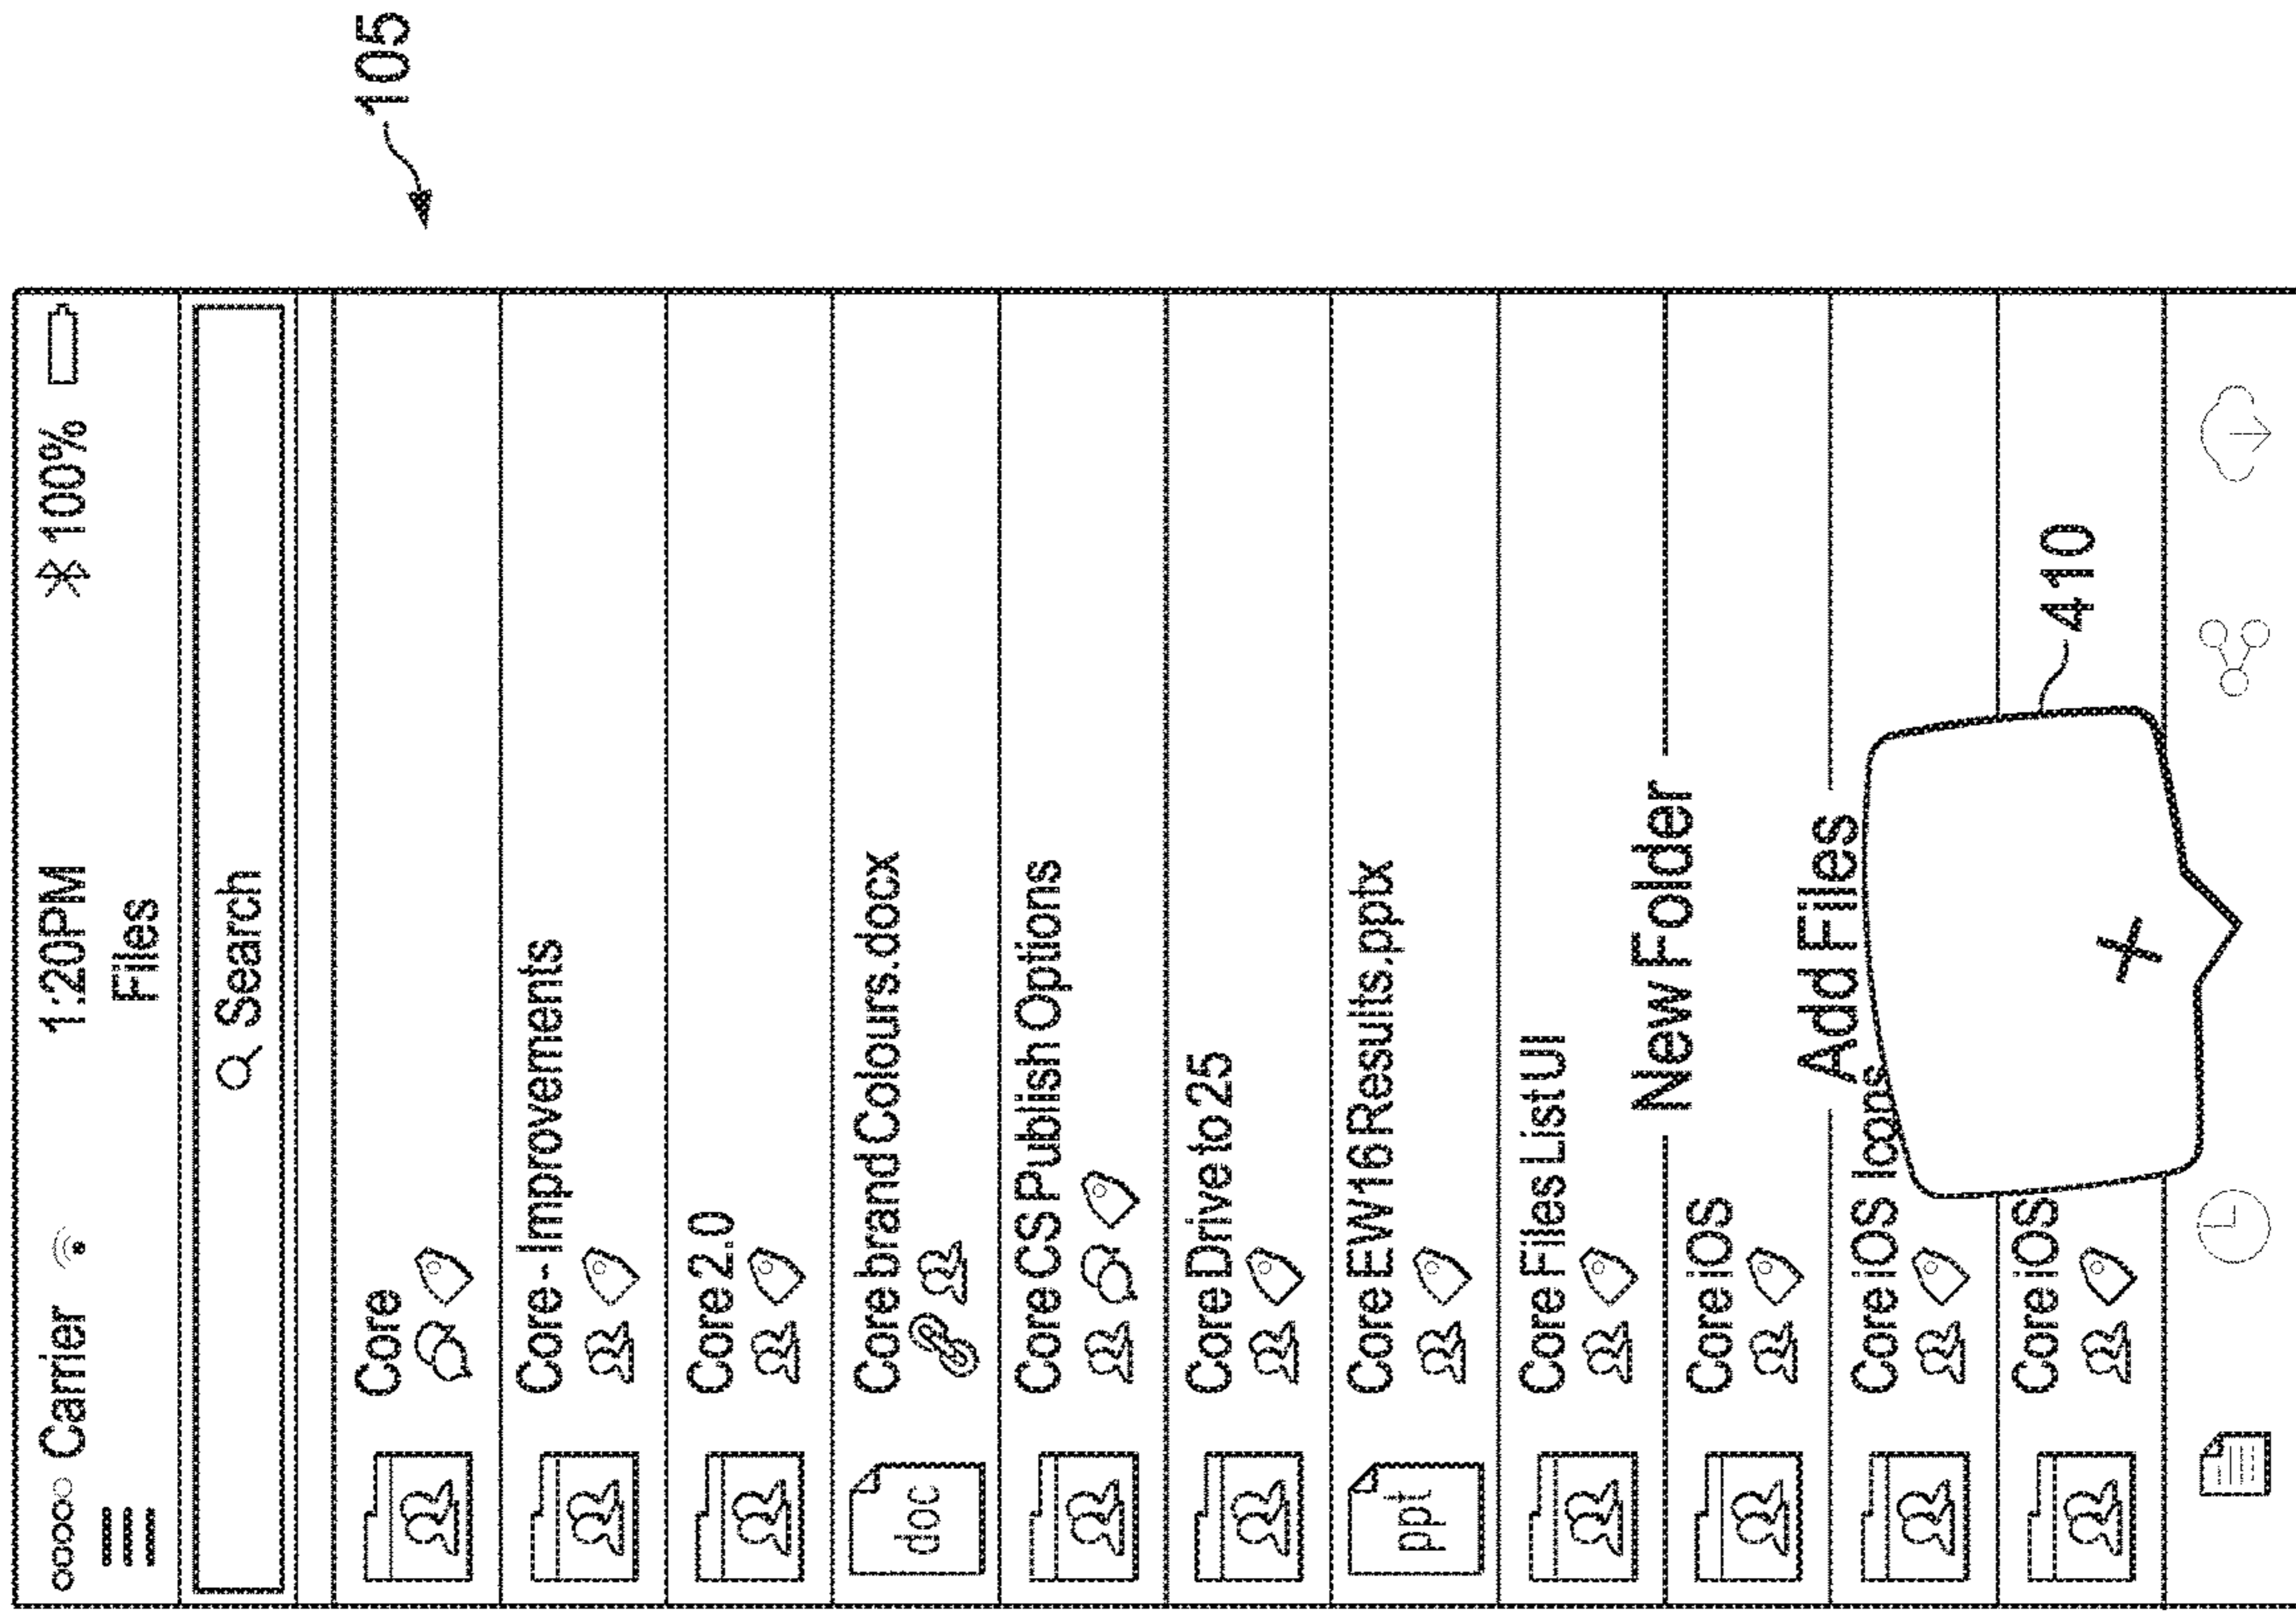 Carrier 1:20PM 100%
Files
Search
105
Core
Core - Improvements
Core 2.0
doc Core brand Colours.docx
Core CS Publish Options
Core Drive to 25
ppt Core EW16 Results.pptx
Core Files List UI
New Folder
Core iOS
Add Files
Core iOS Icons
Core iOS
410